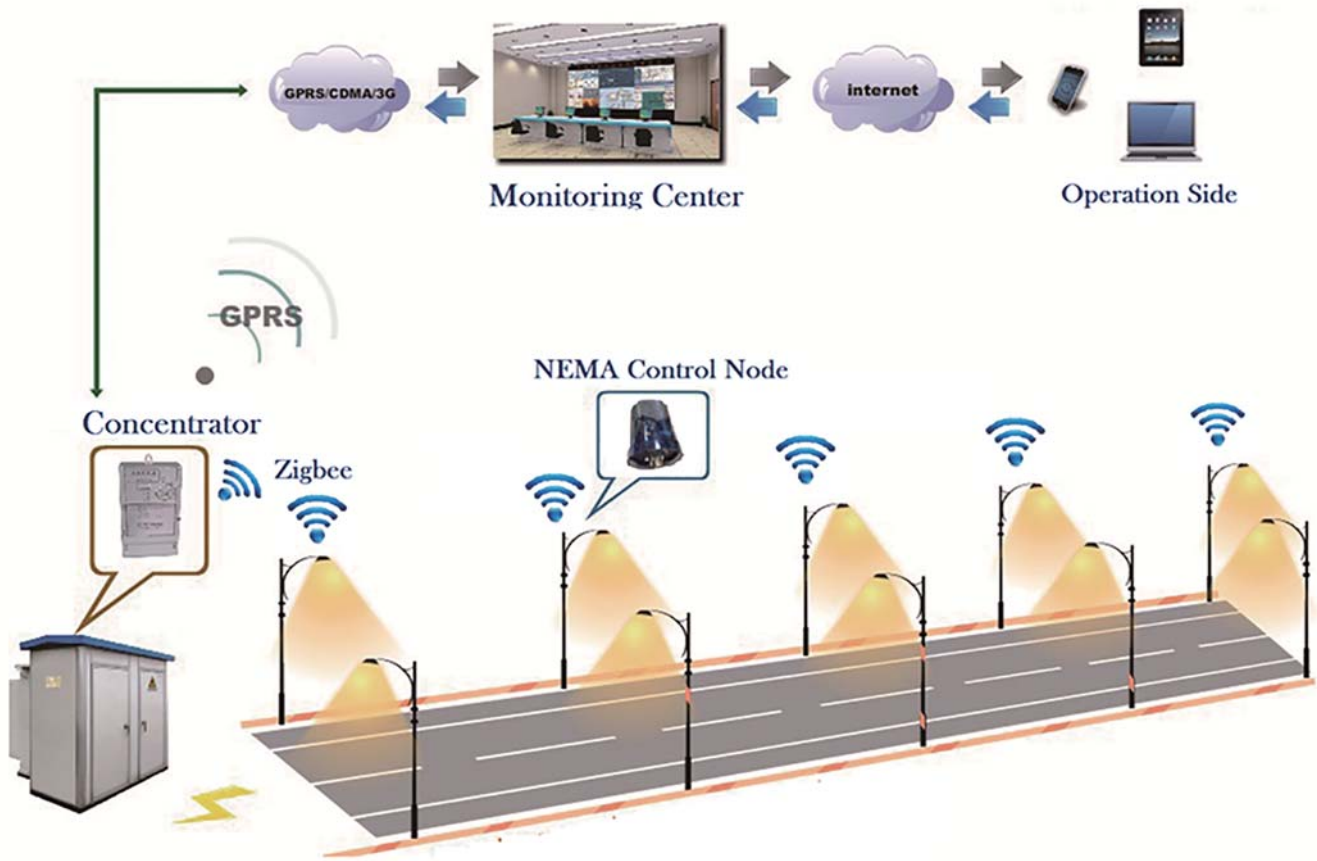 GPRS/CDMA/3G
internet
Monitoring Center
Operation Side
GPRS
NEMA Control Node
Concentrator
Zigbee